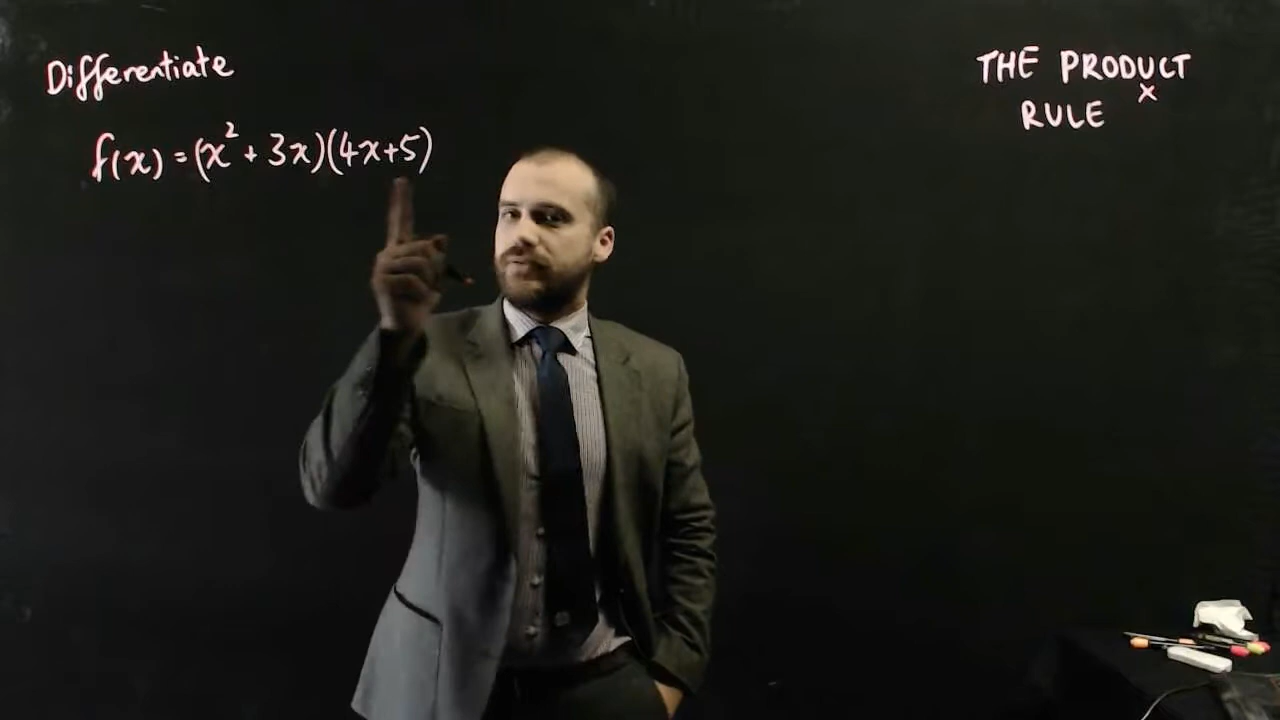 Differentiate
f(x) = (x² + 3x)(4x+5)
THE PRODUCT
x
RULE